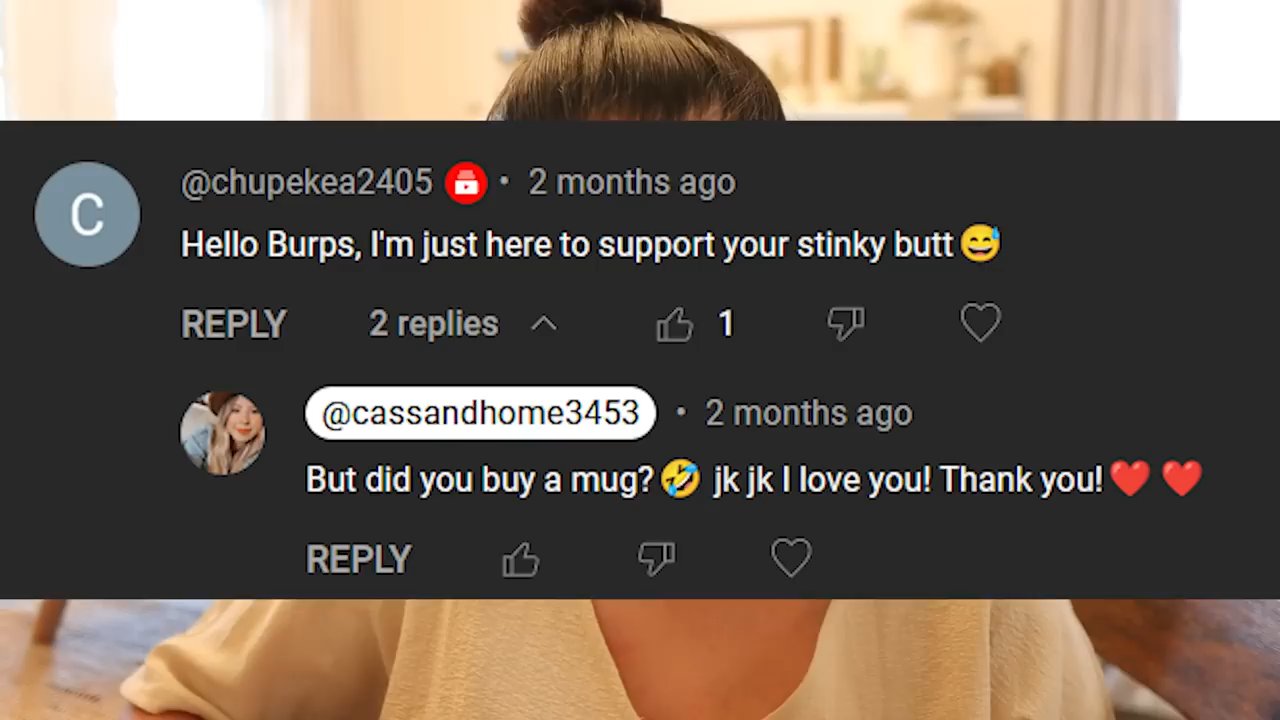 C
@chupekea2405 • 2 months ago
Hello Burps, I'm just here to support your stinky butt😅
REPLY 2 replies 1
@cassandhome3453 • 2 months ago
But did you buy a mug?🤣 jk jk I love you! Thank you!❤️ ❤️
REPLY